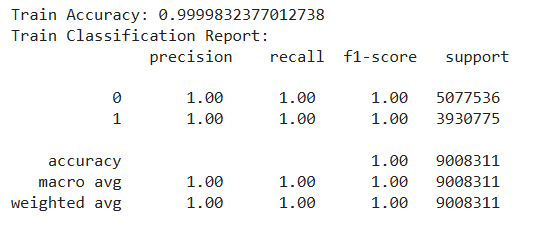 Train Accuracy: 0.9999832377012738
Train Classification Report:
precision recall f1-score support
0 1.00 1.00 1.00 5077536
1 1.00 1.00 1.00 3930775
accuracy 1.00 9008311
macro avg 1.00 1.00 1.00 9008311
weighted avg 1.00 1.00 1.00 9008311